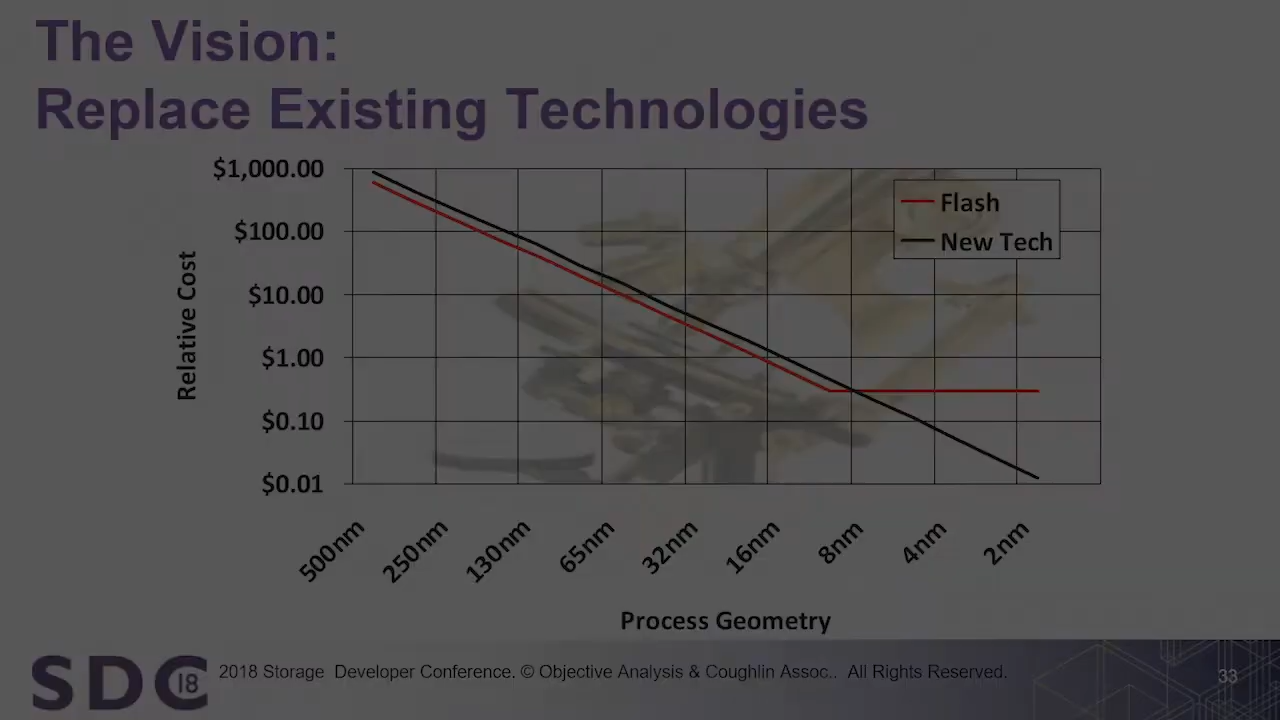 The Vision:
Replace Existing Technologies
$1,000.00
$100.00
$10.00
$1.00
$0.10
$0.01
Relative Cost
Flash
New Tech
500nm
250nm
130nm
65nm
32nm
16nm
8nm
4nm
2nm
Process Geometry
SDC 18
2018 Storage Developer Conference. © Objective Analysis & Coughlin Assoc.. All Rights Reserved.
33